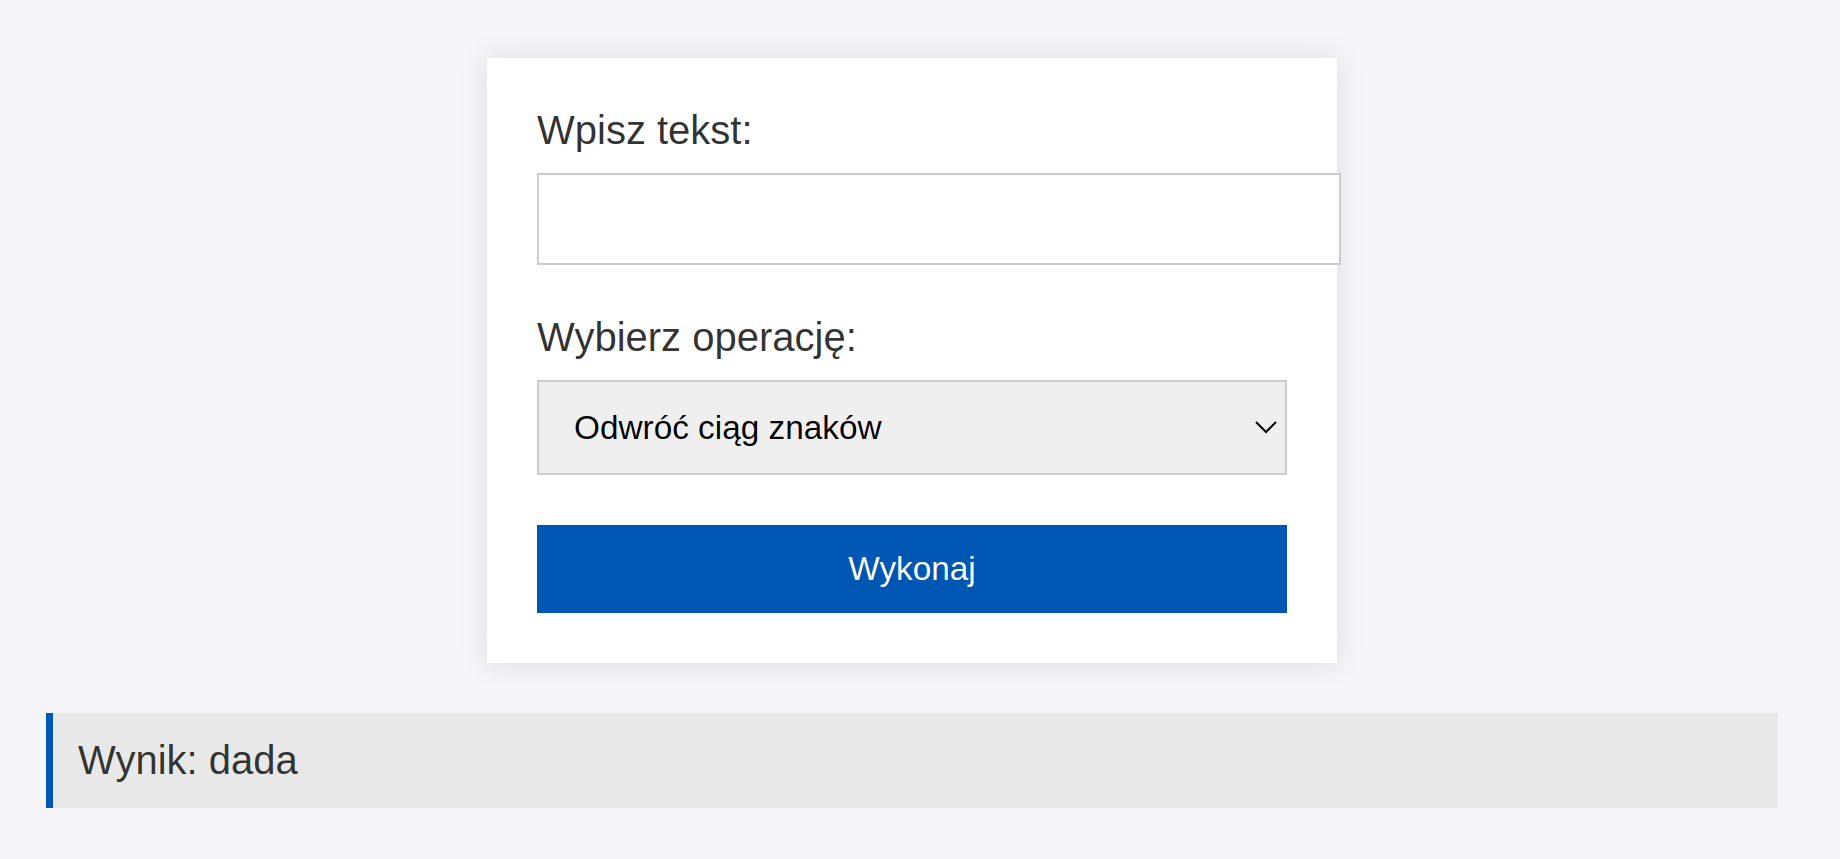 Wpisz tekst:
Wybierz operację:
Odwróć ciąg znaków
Wykonaj
Wynik: dada